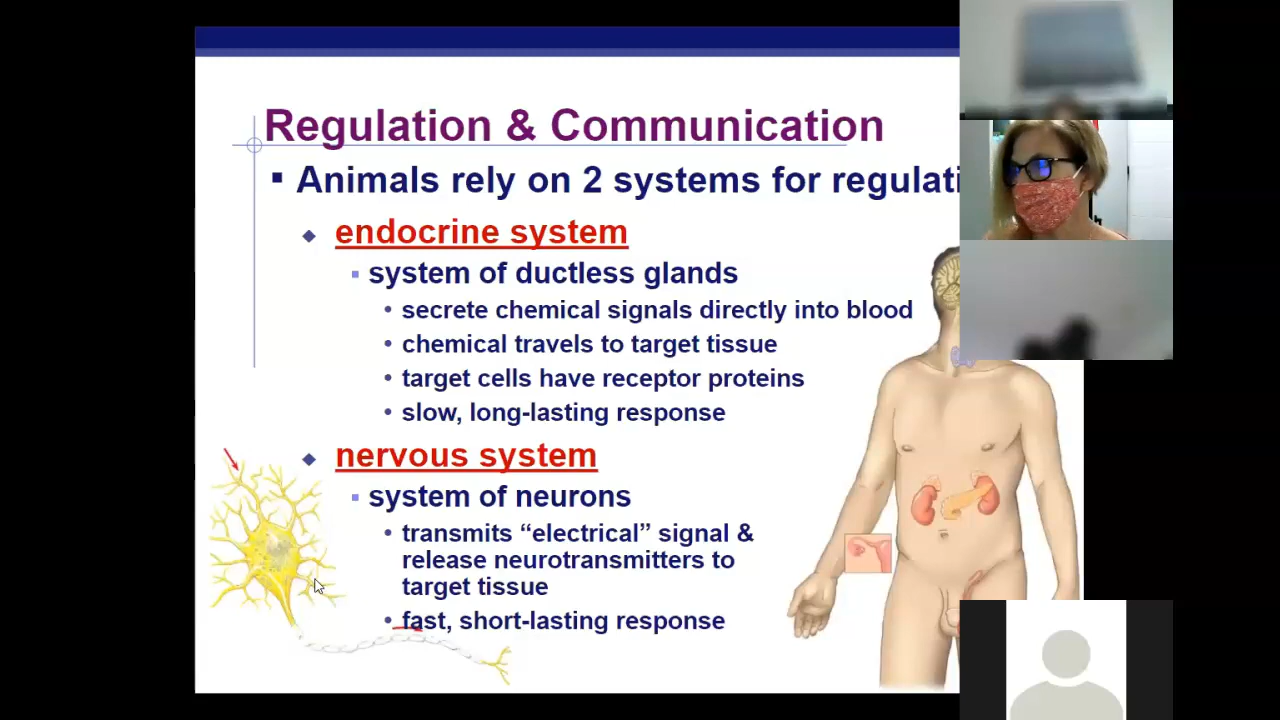 Regulation & Communication
▪ Animals rely on 2 systems for regulati
◆ endocrine system
▪ system of ductless glands
• secrete chemical signals directly into blood
• chemical travels to target tissue
• target cells have receptor proteins
• slow, long-lasting response
◆ nervous system
▪ system of neurons
• transmits “electrical” signal &
release neurotransmitters to
target tissue
• fast, short-lasting response